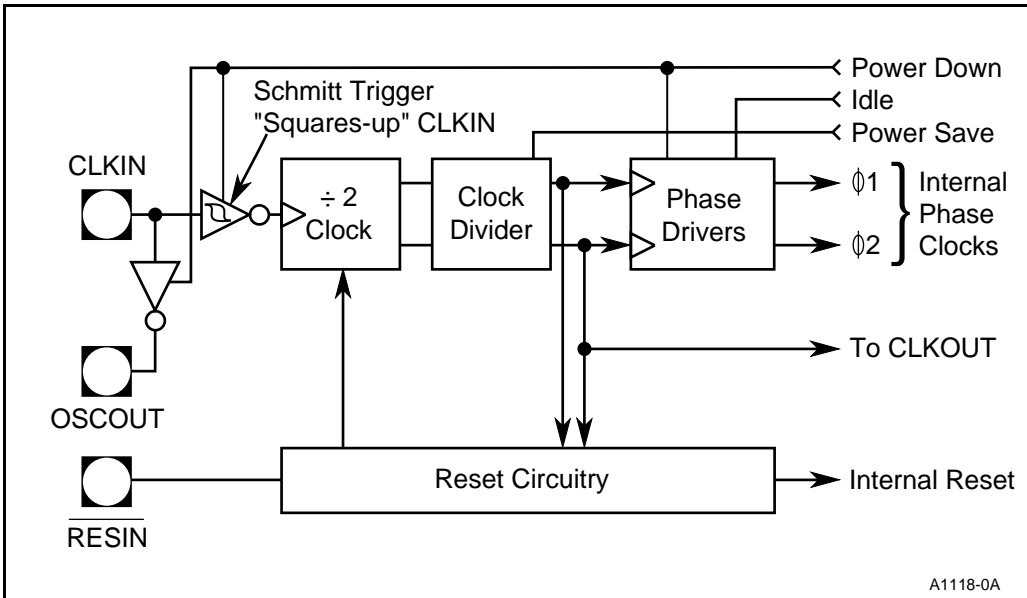 Power Down
Idle
Power Save
Schmitt Trigger
"Squares-up" CLKIN
CLKIN
÷ 2
Clock
Clock
Divider
Phase
Drivers
ϕ1
ϕ2
Internal
Phase
Clocks
To CLKOUT
OSCOUT
Reset Circuitry
Internal Reset
RESIN
A1118-0A